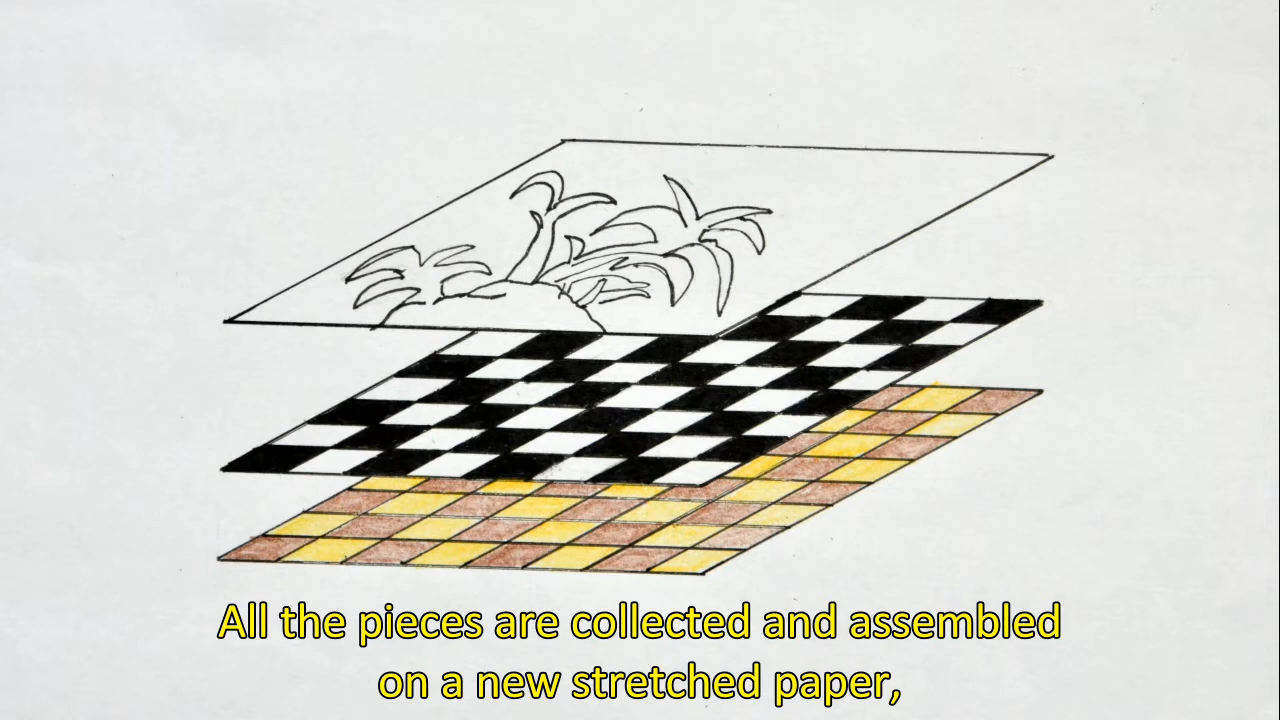 All the pieces are collected and assembled
on a new stretched paper,